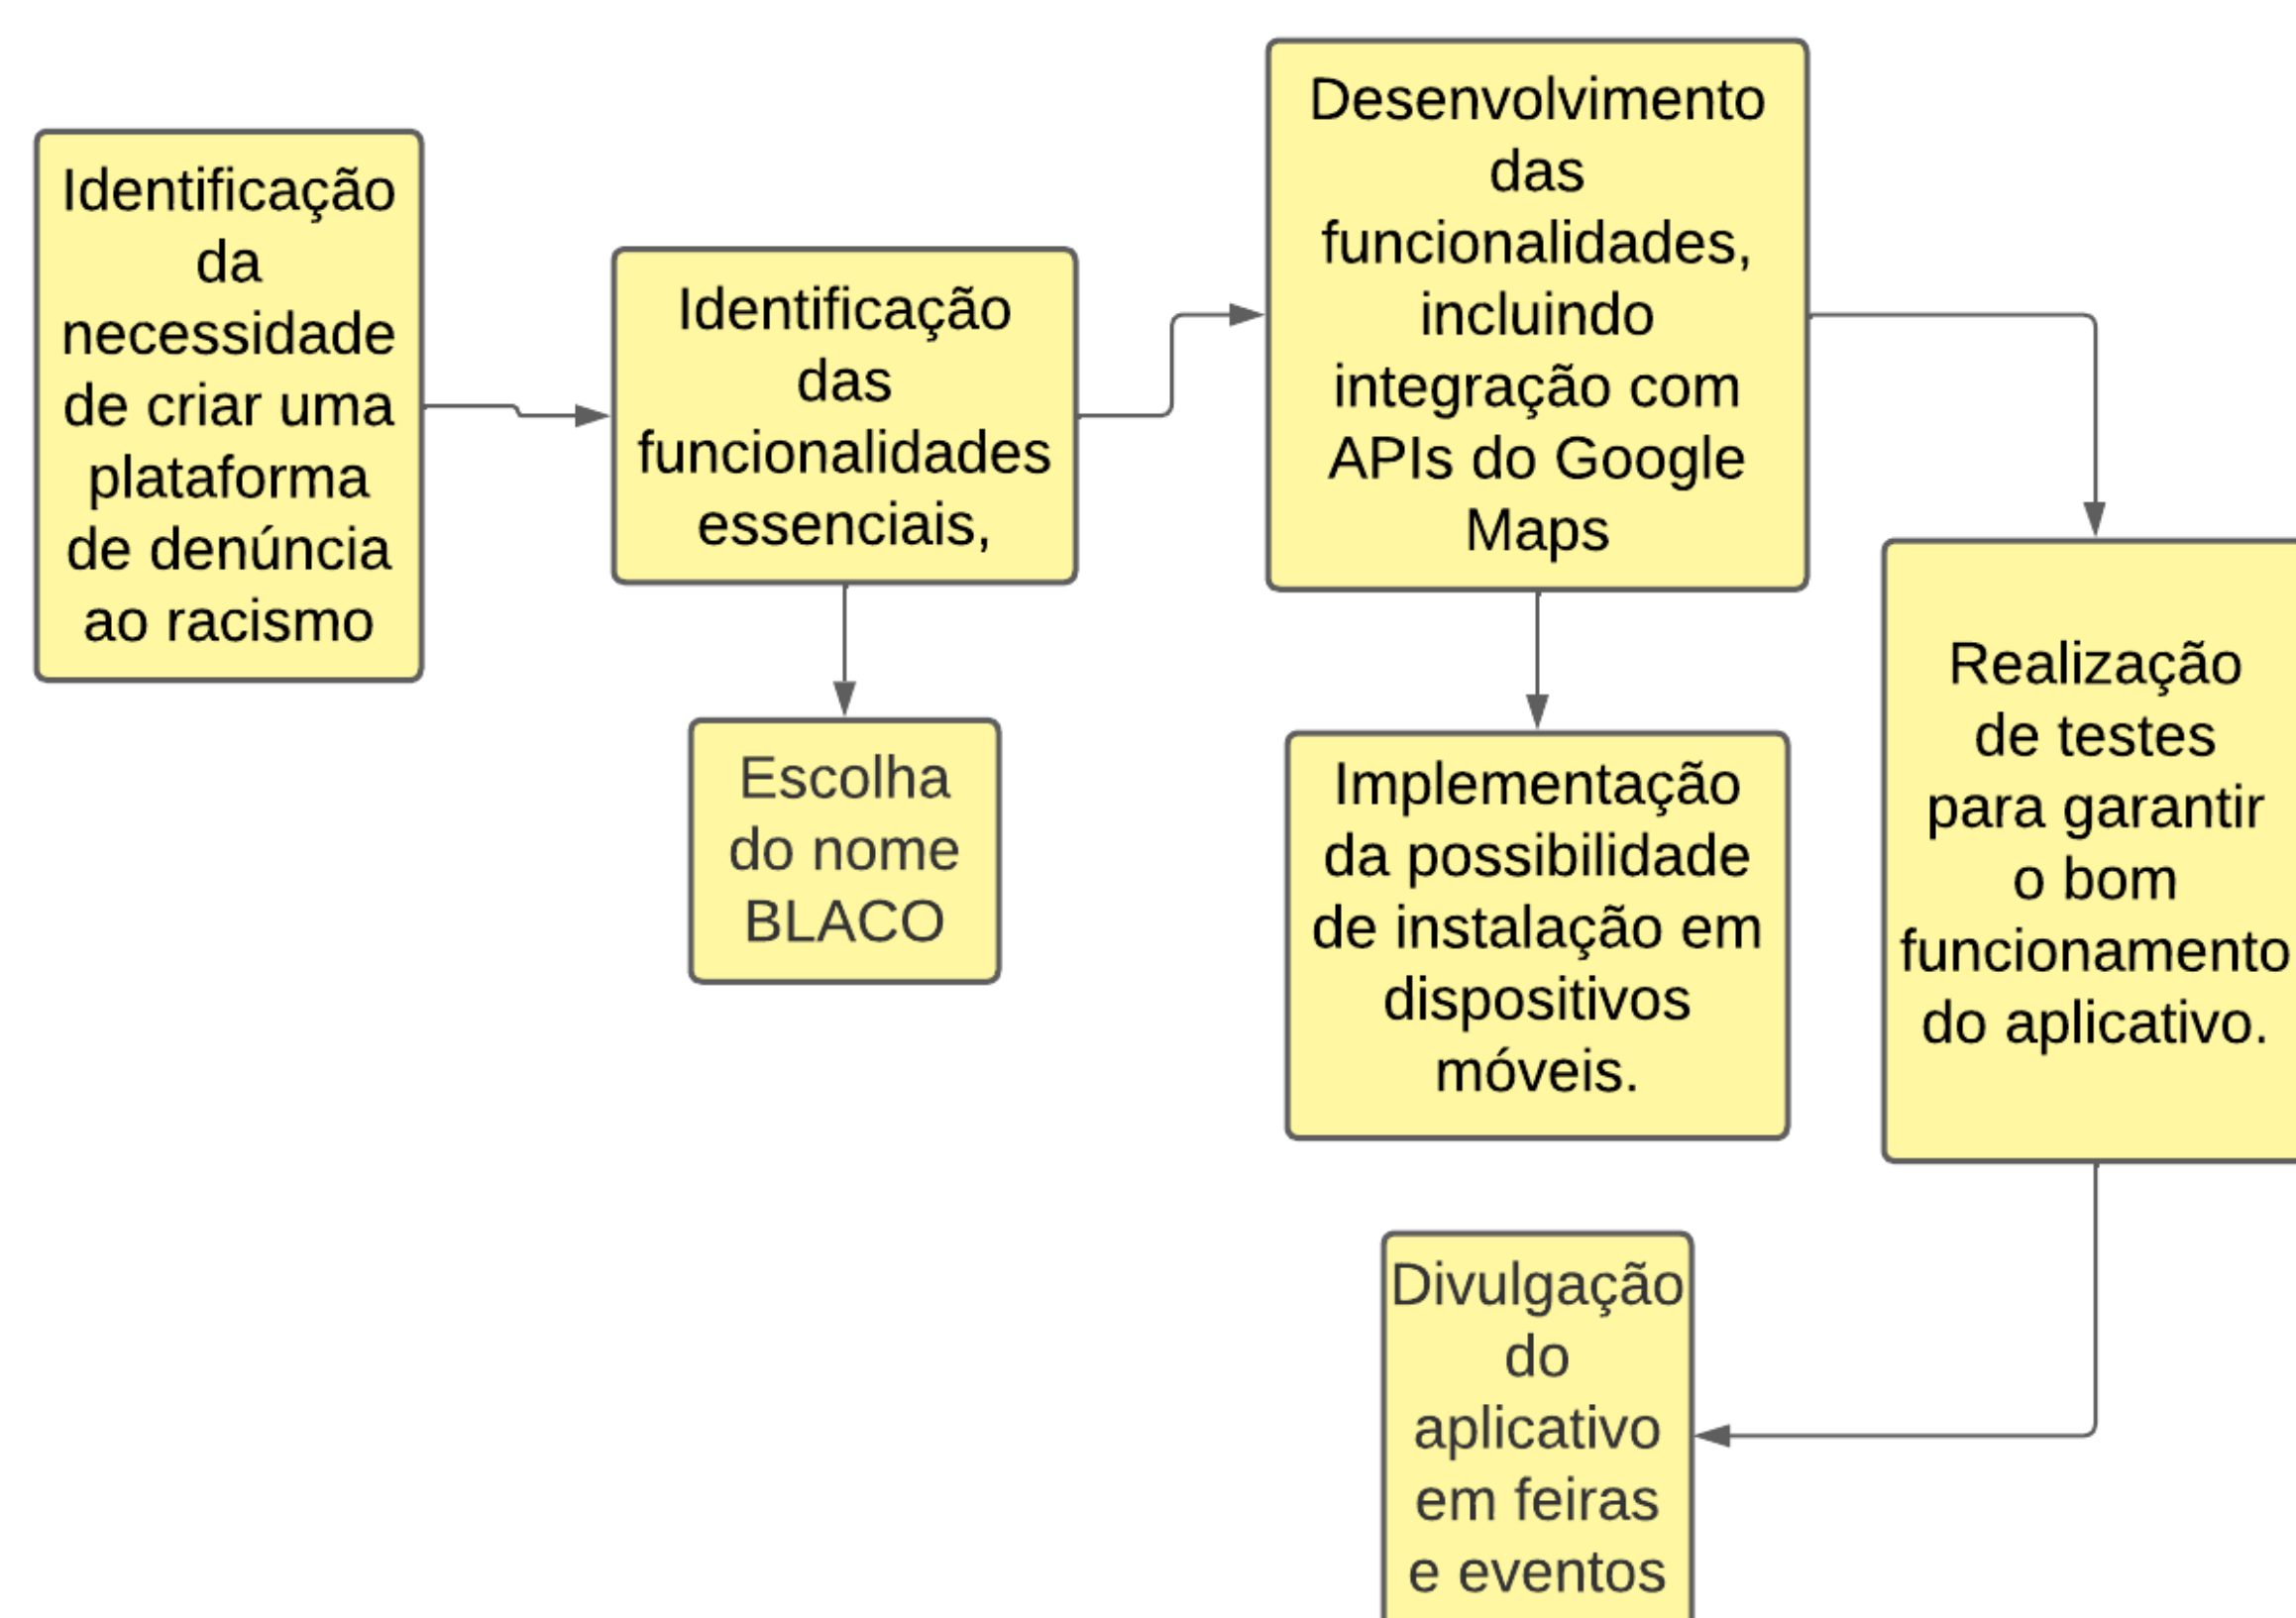 Identificação
da
necessidade
de criar uma
plataforma
de denúncia
ao racismo
Identificação
das
funcionalidades
essenciais,
Escolha
do nome
BLACO
Desenvolvimento
das
funcionalidades,
incluindo
integração com
APIs do Google
Maps
Implementação
da possibilidade
de instalação em
dispositivos
móveis.
Realização
de testes
para garantir
o bom
funcionamento
do aplicativo.
Divulgação
do
aplicativo
em feiras
e eventos